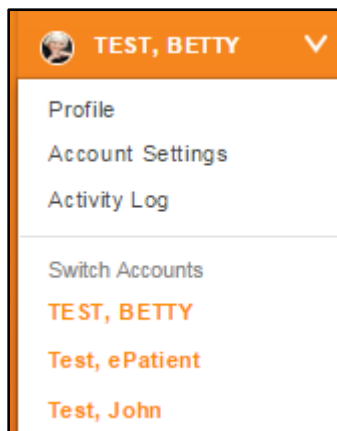 TEST, BETTY
Profile
Account Settings
Activity Log
Switch Accounts
TEST, BETTY
Test, ePatient
Test, John